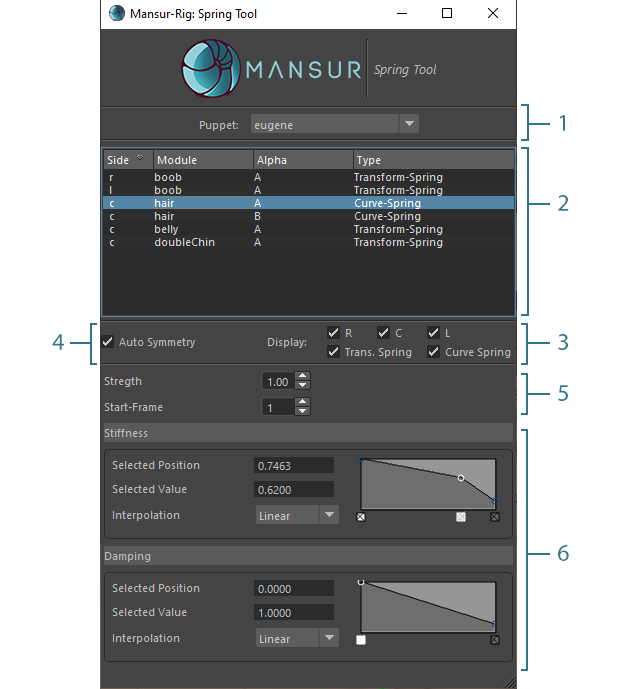 Mansur-Rig: Spring Tool
MANSUR Spring Tool
Puppet: eugene
1
Side Module Alpha Type
2
r boob A Transform-Spring
l boob A Transform-Spring
c hair A Curve-Spring
c hair B Curve-Spring
c belly A Transform-Spring
c doubleChin A Transform-Spring
4
Auto Symmetry Display: R C L
Trans. Spring Curve Spring
3
Stregth 1.00
Start-Frame 1
5
Stiffness
Selected Position 0.7463
Selected Value 0.6200
Interpolation Linear
6
Damping
Selected Position 0.0000
Selected Value 1.0000
Interpolation Linear